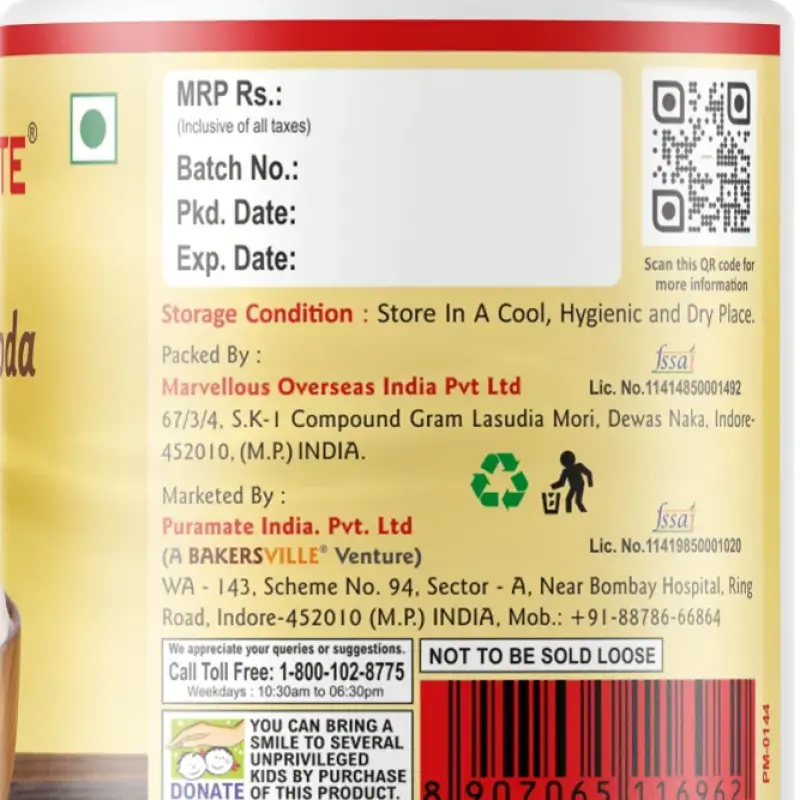 TE®
oda
MRP Rs.:
(Inclusive of all taxes)
Batch No.:
Pkd. Date:
Exp. Date:
Scan this QR code for
more information
Storage Condition : Store In A Cool, Hygienic and Dry Place.
Packed By :
fssai
Marvellous Overseas India Pvt Ltd
Lic. No.11414850001492
67/3/4, S.K-1 Compound Gram Lasudia Mori, Dewas Naka, Indore-
452010, (M.P.) INDIA.
Marketed By :
fssai
Puramate India. Pvt. Ltd
Lic. No.11419850001020
(A BAKERSVILLE® Venture)
WA - 143, Scheme No. 94, Sector - A, Near Bombay Hospital, Ring
Road, Indore-452010 (M.P.) INDIA, Mob.: +91-88786-66864
We appreciate your queries or suggestions.
Call Toll Free: 1-800-102-8775
Weekdays : 10:30am to 06:30pm
NOT TO BE SOLD LOOSE
YOU CAN BRING A
SMILE TO SEVERAL
UNPRIVILEGED
KIDS BY PURCHASE
OF THIS PRODUCT.
DONATE
8 907065 116962
PM-0144